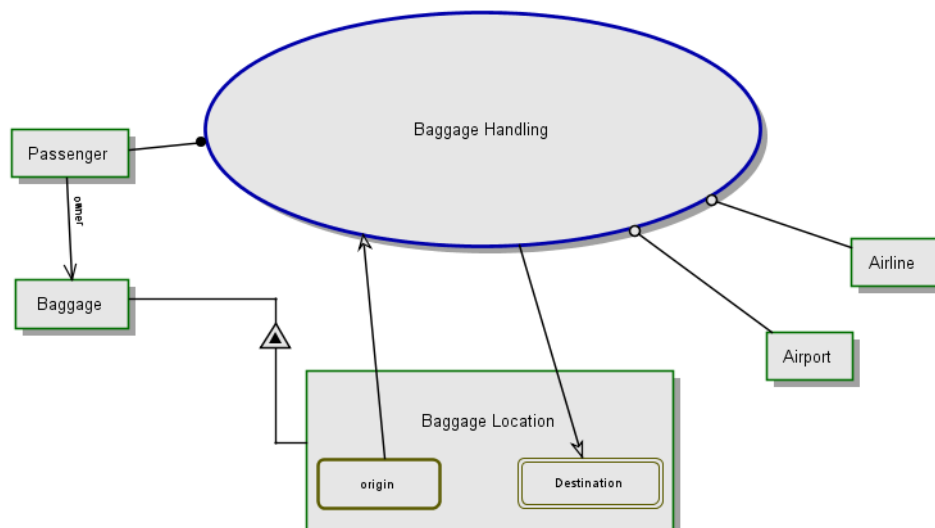 Baggage Handling
Passenger
owner
Airline
Baggage
Airport
Baggage Location
origin
Destination